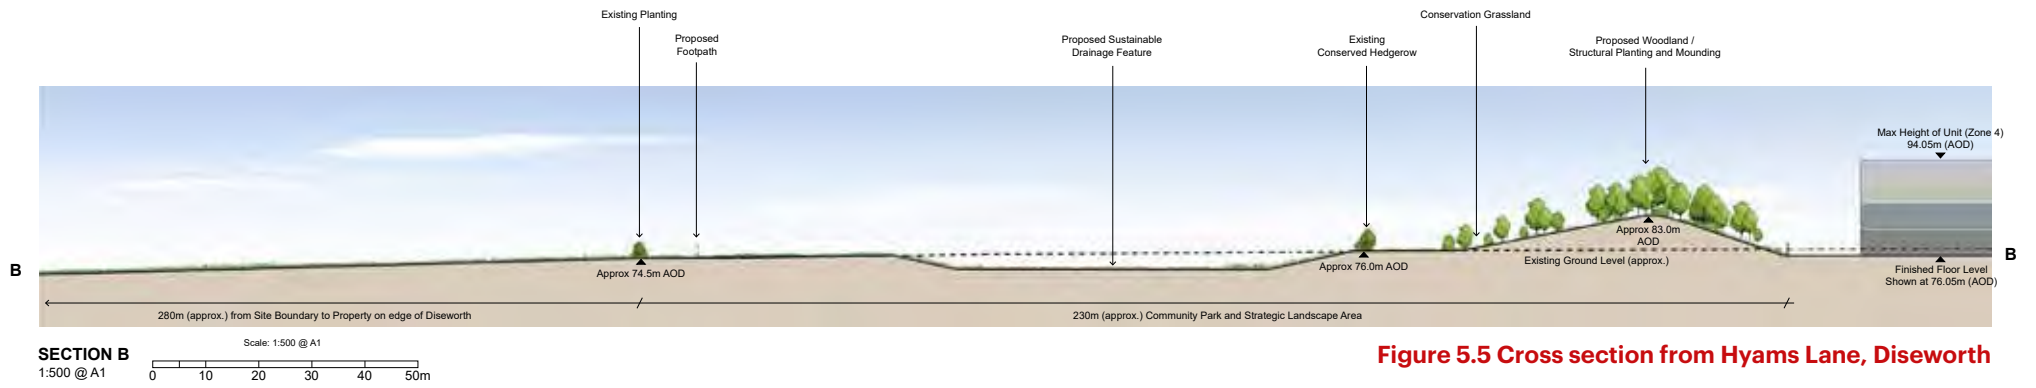 Existing Planting
Proposed
Footpath
Proposed Sustainable
Drainage Feature
Existing
Conserved Hedgerow
Conservation Grassland
Proposed Woodland /
Structural Planting and Mounding
Max Height of Unit (Zone 4)
94.05m (AOD)
Approx 83.0m
AOD
Existing Ground Level (approx.)
B
Approx 74.5m AOD
Approx 76.0m AOD
Finished Floor Level
Shown at 76.05m (AOD)
B
280m (approx.) from Site Boundary to Property on edge of Diseworth
230m (approx.) Community Park and Strategic Landscape Area
SECTION B
1:500 @ A1
Scale: 1:500 @ A1
0 10 20 30 40 50m
Figure 5.5 Cross section from Hyams Lane, Diseworth